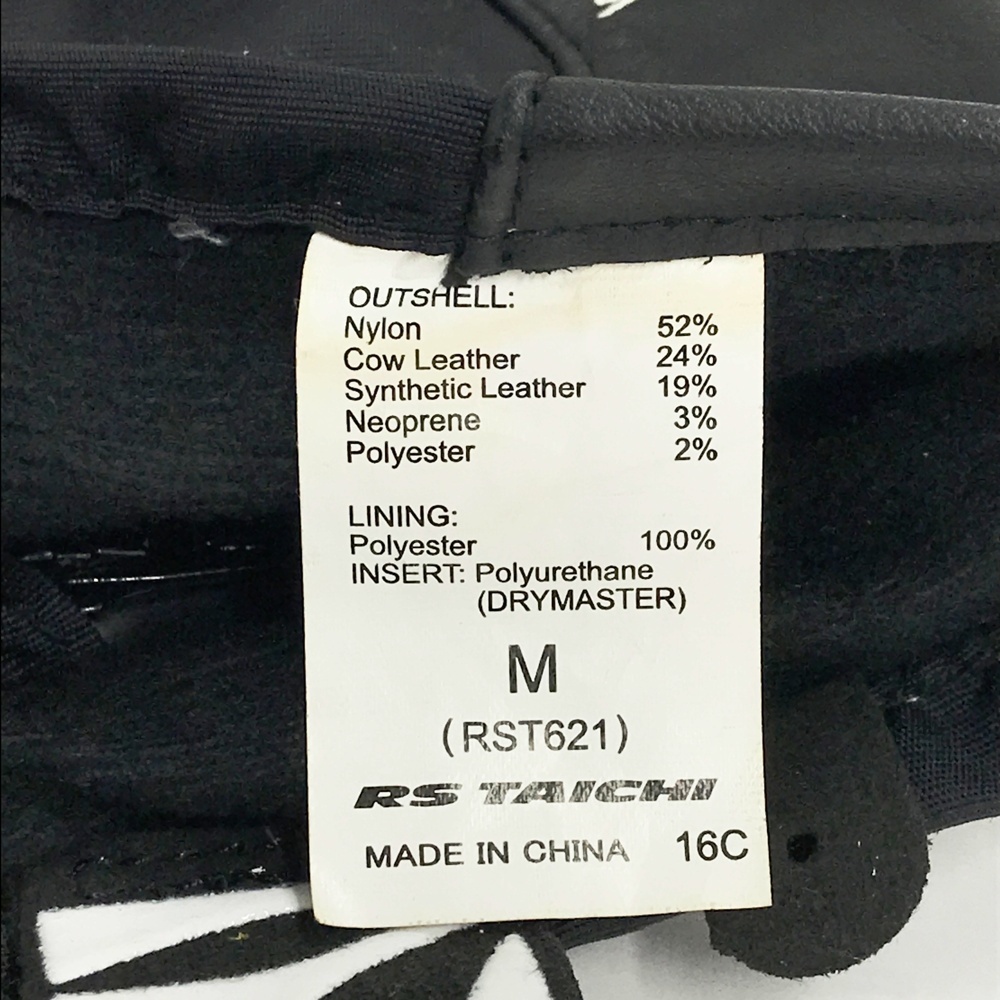 OUTSHELL:
Nylon 52%
Cow Leather 24%
Synthetic Leather 19%
Neoprene 3%
Polyester 2%
LINING:
Polyester 100%
INSERT: Polyurethane
(DRYMASTER)
M
(RST621)
RS TAICHI
MADE IN CHINA 16C